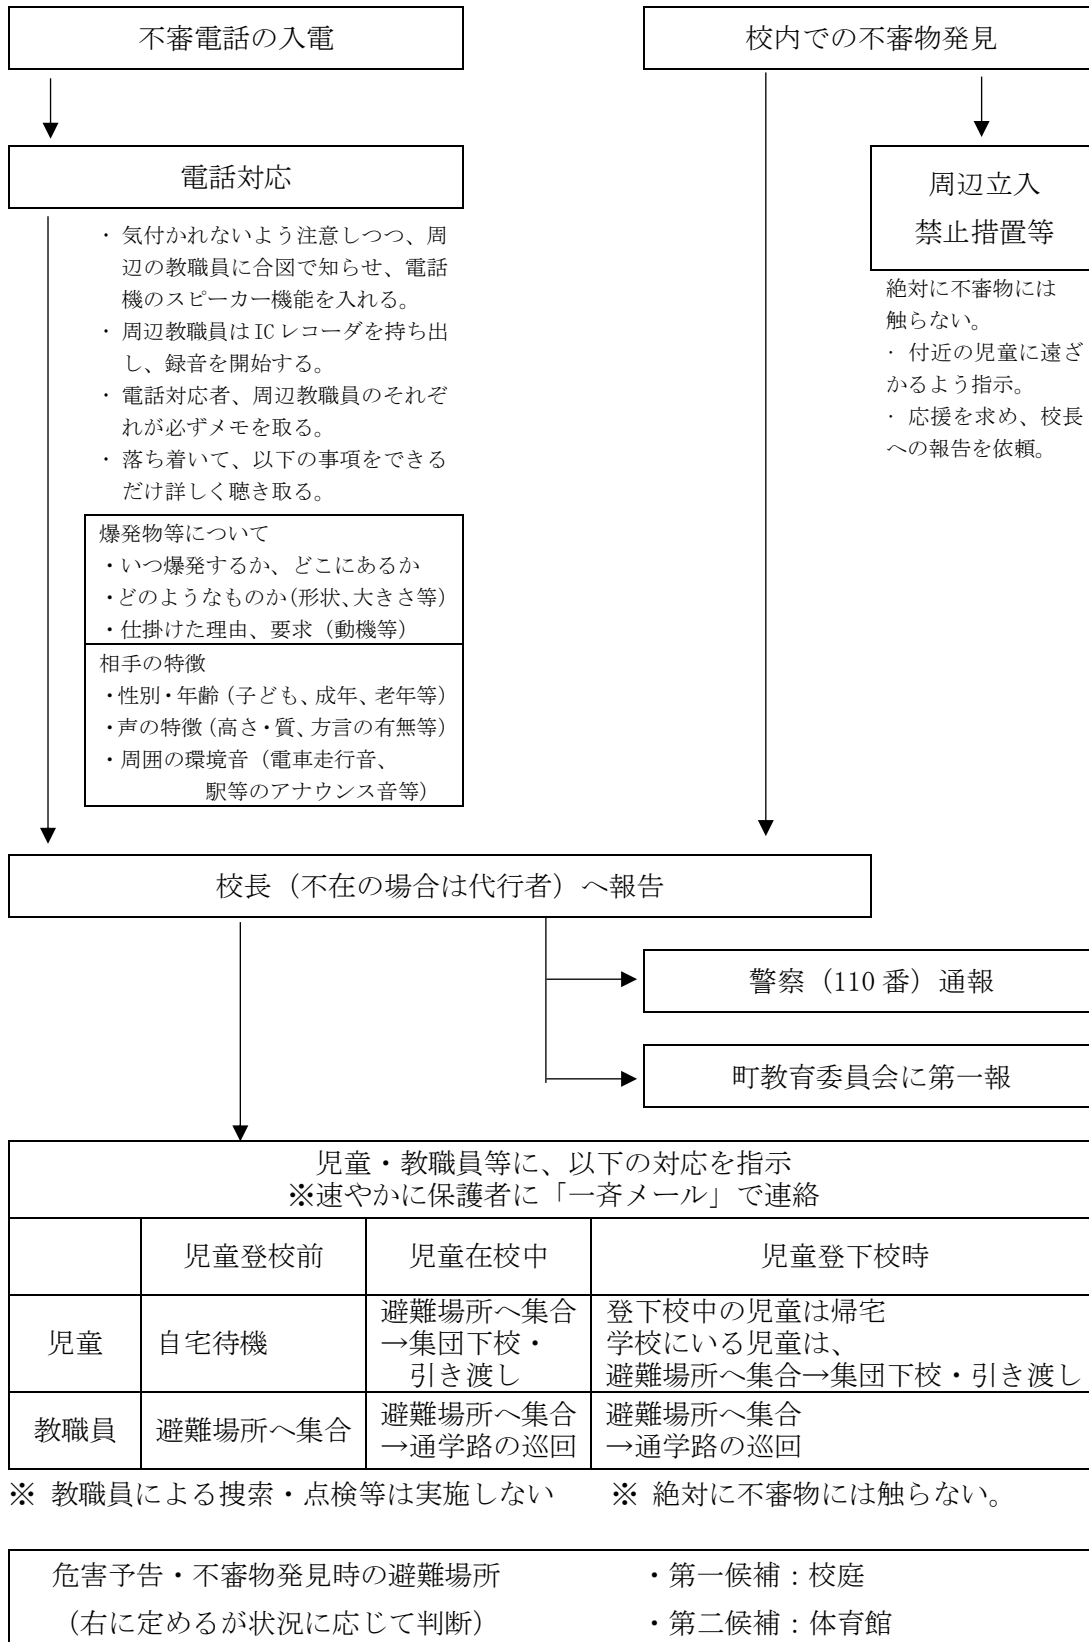 不審電話の入電
校内での不審物発見
電話対応
・ 気付かれないよう注意しつつ、周
辺の教職員に合図で知らせ、電話
機のスピーカー機能を入れる。
・ 周辺教職員は IC レコーダを持ち出
し、録音を開始する。
・ 電話対応者、周辺教職員のそれぞ
れが必ずメモを取る。
・ 落ち着いて、以下の事項をできる
だけ詳しく聴き取る。
爆発物等について
・いつ爆発するか、どこにあるか
・どのようなものか（形状、大きさ等）
・仕掛けた理由、要求（動機等）
相手の特徴
・性別・年齢（子ども、成年、老年等）
・声の特徴（高さ・質、方言の有無等）
・周囲の環境音（電車走行音、
駅等のアナウンス音等）
周辺立入
禁止措置等
絶対に不審物には
触らない。
・ 付近の児童に遠ざ
かるよう指示。
・ 応援を求め、校長
への報告を依頼。
校長（不在の場合は代行者）へ報告
警察（110 番）通報
町教育委員会に第一報
児童・教職員等に、以下の対応を指示
※速やかに保護者に「一斉メール」で連絡
児童登校前 児童在校中 児童登下校時
児童
自宅待機
避難場所へ集合
→集団下校・
引き渡し
登下校中の児童は帰宅
学校にいる児童は、
避難場所へ集合→集団下校・引き渡し
教職員
避難場所へ集合
避難場所へ集合
→通学路の巡回
避難場所へ集合
→通学路の巡回
※ 教職員による捜索・点検等は実施しない ※ 絶対に不審物には触らない。
危害予告・不審物発見時の避難場所 ・第一候補：校庭
（右に定めるが状況に応じて判断） ・第二候補：体育館